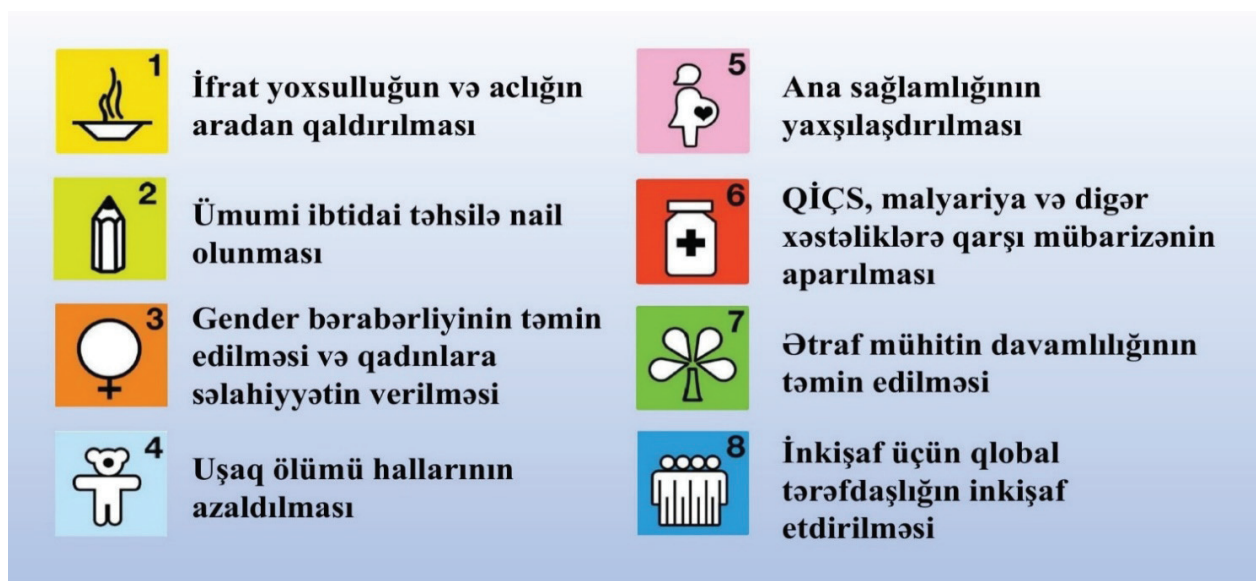 1
İfrat yoxsulluğun və aclığın
aradan qaldırılması
2
Ümumi ibtidai təhsilə nail
olunması
3
Gender bərabərliyinin təmin
edilməsi və qadınlara
səlahiyyətin verilməsi
4
Uşaq ölümü hallarının
azaldılması
5
Ana sağlamlığının
yaxşılaşdırılması
6
QİÇS, malyariya və digər
xəstəliklərə qarşı mübarizənin
aparılması
7
Ətraf mühitin davamlılığının
təmin edilməsi
8
İnkişaf üçün qlobal
tərəfdaşlığın inkişaf
etdirilməsi